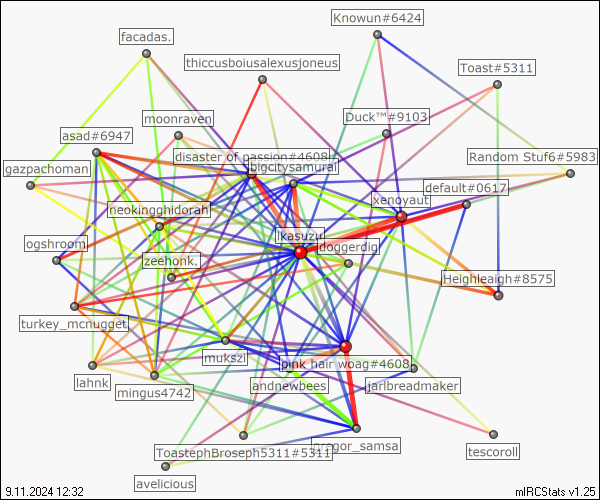 Knowun#6424
facadas.
thiccusboiusalexusjoneus
Toast#5311
moonraven
Duck™#9103
asad#6947
disaster of passion#4608
Random Stuf6#5983
bigcitysamurai
gazpachoman
default#0617
xenoyaut
neokingghidorah
ikasuzu
ogshroom
doggerdig
zeehonk.
Heighleaigh#8575
turkey_mcnugget
mukszi
pink hair woag#4608
lahnk
mingus4742
andnewbees
jarlbreadmaker
gregor_samsa
ToastephBroseph5311#5311
tescoroll
avelicious
9.11.2024 12:32
mIRCStats v1.25